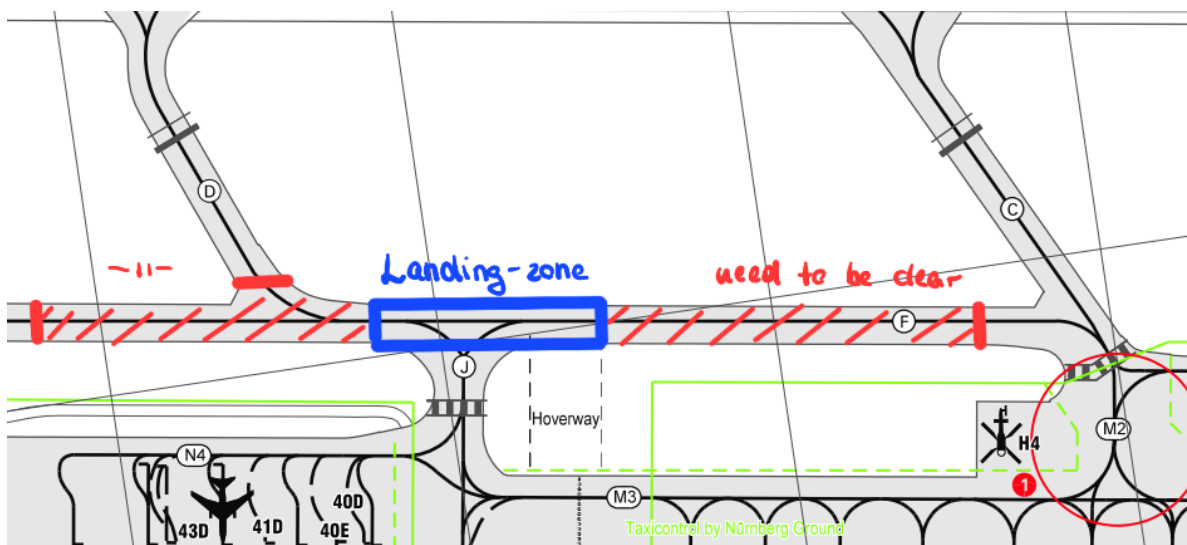 D
C
-11-
Landing-zone
need to be clear
F
J
Hoverway
H4
M2
N4
1
40D
M3
43D
41D
40E
Taxicontrol by Nürnberg Ground